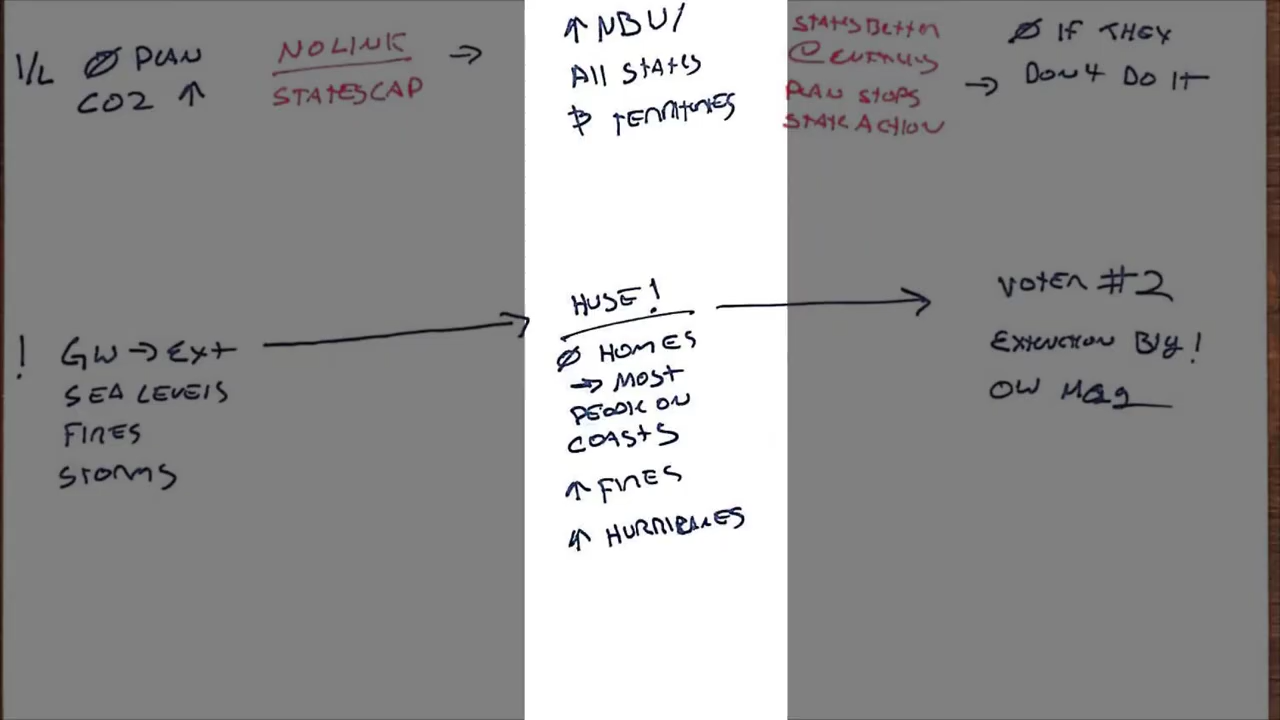 1/L Ø PLAN
CO2 ↑
NO LINK
STATES CAP
→
↑ NBU/
All STATES
TERRITORIES
STATES BETTER
@ 
PLAN STOPS
STATE ACTION
→
Ø IF THEY
DON'T DO IT
! GW → EXT
SEA LEVELS
FIRES
STORMS
HUGE!
Ø HOMES
→ MOST
PEOPLE ON
COASTS
↑ FIRES
↑ HURRICANES
VOTER #2
EXTINCTION BIg!
OW MAg